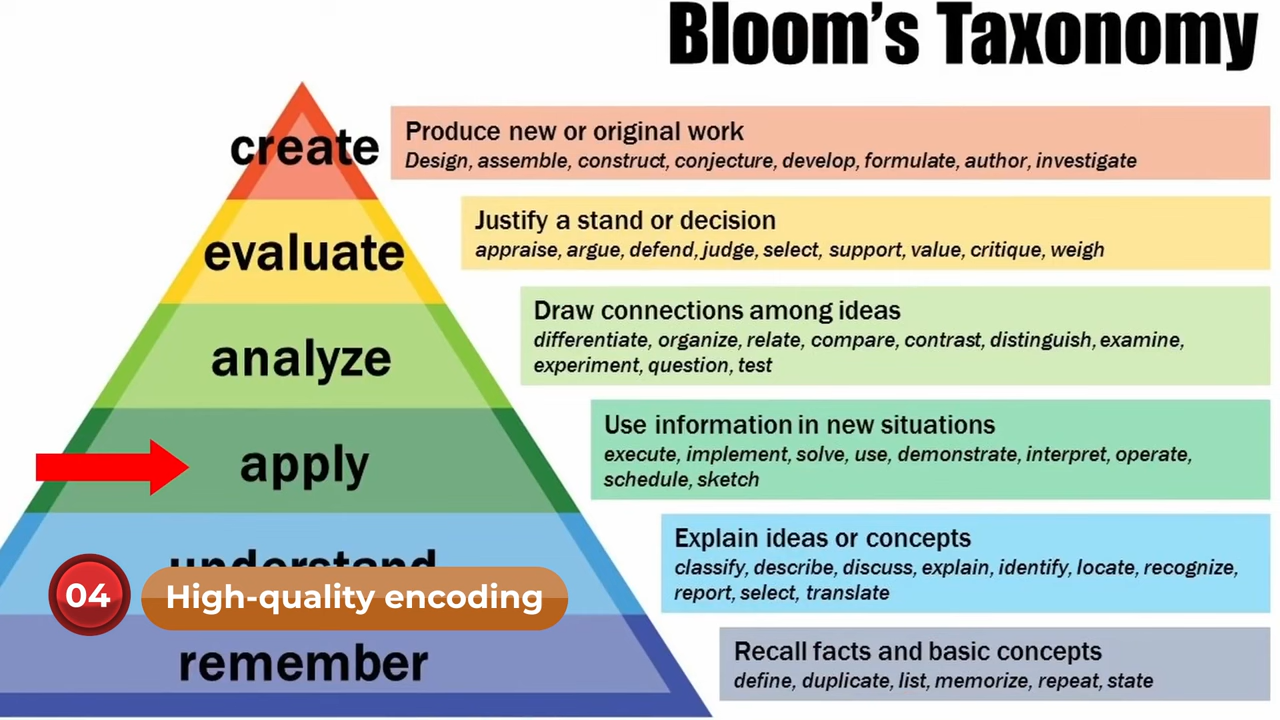 Bloom's Taxonomy
create
Produce new or original work
Design, assemble, construct, conjecture, develop, formulate, author, investigate
evaluate
Justify a stand or decision
appraise, argue, defend, judge, select, support, value, critique, weigh
analyze
Draw connections among ideas
differentiate, organize, relate, compare, contrast, distinguish, examine,
experiment, question, test
apply
Use information in new situations
execute, implement, solve, use, demonstrate, interpret, operate,
schedule, sketch
understand
Explain ideas or concepts
classify, describe, discuss, explain, identify, locate, recognize,
report, select, translate
04 High-quality encoding
remember
Recall facts and basic concepts
define, duplicate, list, memorize, repeat, state